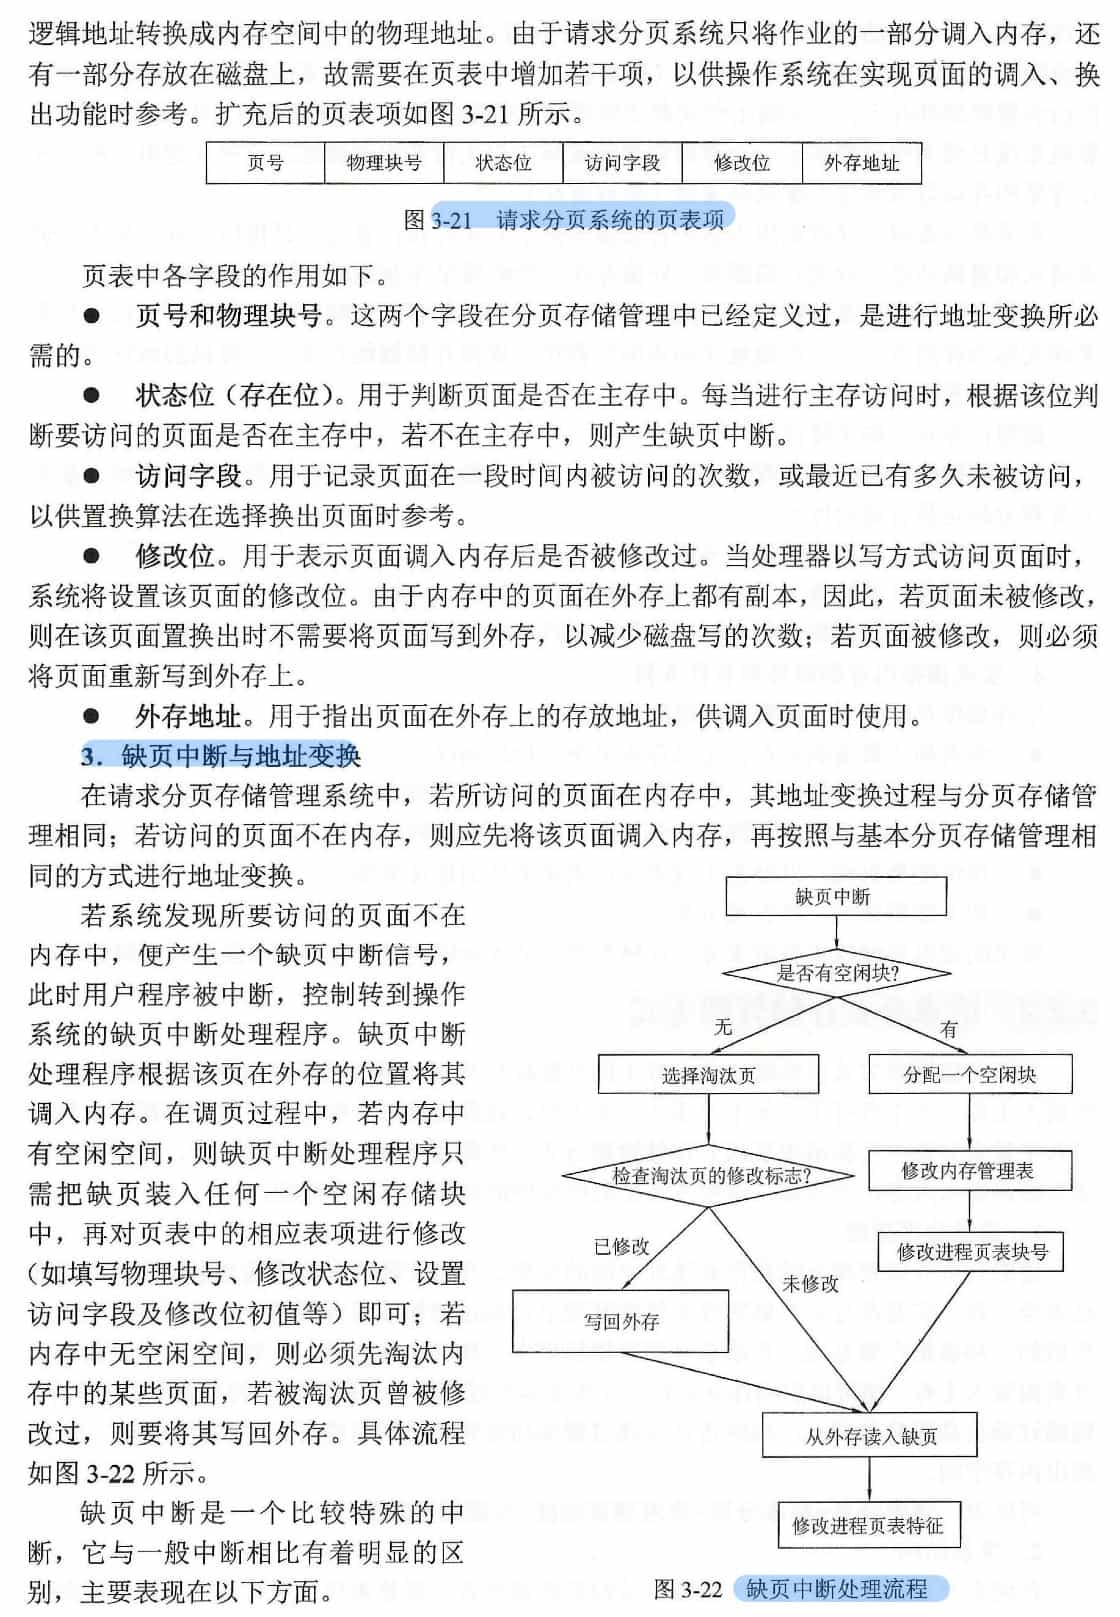 逻辑地址转换成内存空间中的物理地址。由于请求分页系统只将作业的一部分调入内存，还
有一部分存放在磁盘上，故需要在页表中增加若干项，以供操作系统在实现页面的调入、换
出功能时参考。扩充后的页表项如图 3-21 所示。
页号 物理块号 状态位 访问字段 修改位 外存地址
图 3-21 请求分页系统的页表项
页表中各字段的作用如下。
● 页号和物理块号。这两个字段在分页存储管理中已经定义过，是进行地址变换所必
需的。
● 状态位（存在位）。用于判断页面是否在主存中。每当进行主存访问时，根据该位判
断要访问的页面是否在主存中，若不在主存中，则产生缺页中断。
● 访问字段。用于记录页面在一段时间内被访问的次数，或最近已有多久未被访问，
以供置换算法在选择换出页面时参考。
● 修改位。用于表示页面调入内存后是否被修改过。当处理器以写方式访问页面时，
系统将设置该页面的修改位。由于内存中的页面在外存上都有副本，因此，若页面未被修改，
则在该页面置换出时不需要将页面写到外存，以减少磁盘写的次数；若页面被修改，则必须
将页面重新写到外存上。
● 外存地址。用于指出页面在外存上的存放地址，供调入页面时使用。
3．缺页中断与地址变换
在请求分页存储管理系统中，若所访问的页面在内存中，其地址变换过程与分页存储管
理相同；若访问的页面不在内存，则应先将该页面调入内存，再按照与基本分页存储管理相
同的方式进行地址变换。
若系统发现所要访问的页面不在
内存中，便产生一个缺页中断信号，
此时用户程序被中断，控制转到操作
系统的缺页中断处理程序。缺页中断
处理程序根据该页在外存的位置将其
调入内存。在调页过程中，若内存中
有空闲空间，则缺页中断处理程序只
需把缺页装入任何一个空闲存储块
中，再对页表中的相应表项进行修改
（如填写物理块号、修改状态位、设置
访问字段及修改位初值等）即可；若
内存中无空闲空间，则必须先淘汰内
存中的某些页面，若被淘汰页曾被修
改过，则要将其写回外存。具体流程
如图 3-22 所示。
缺页中断是一个比较特殊的中
断，它与一般中断相比有着明显的区
别，主要表现在以下方面。
缺页中断
是否有空闲块?
无
有
选择淘汰页
分配一个空闲块
检查淘汰页的修改标志?
修改内存管理表
已修改
未修改
修改进程页表块号
写回外存
从外存读入缺页
修改进程页表特征
图 3-22 缺页中断处理流程